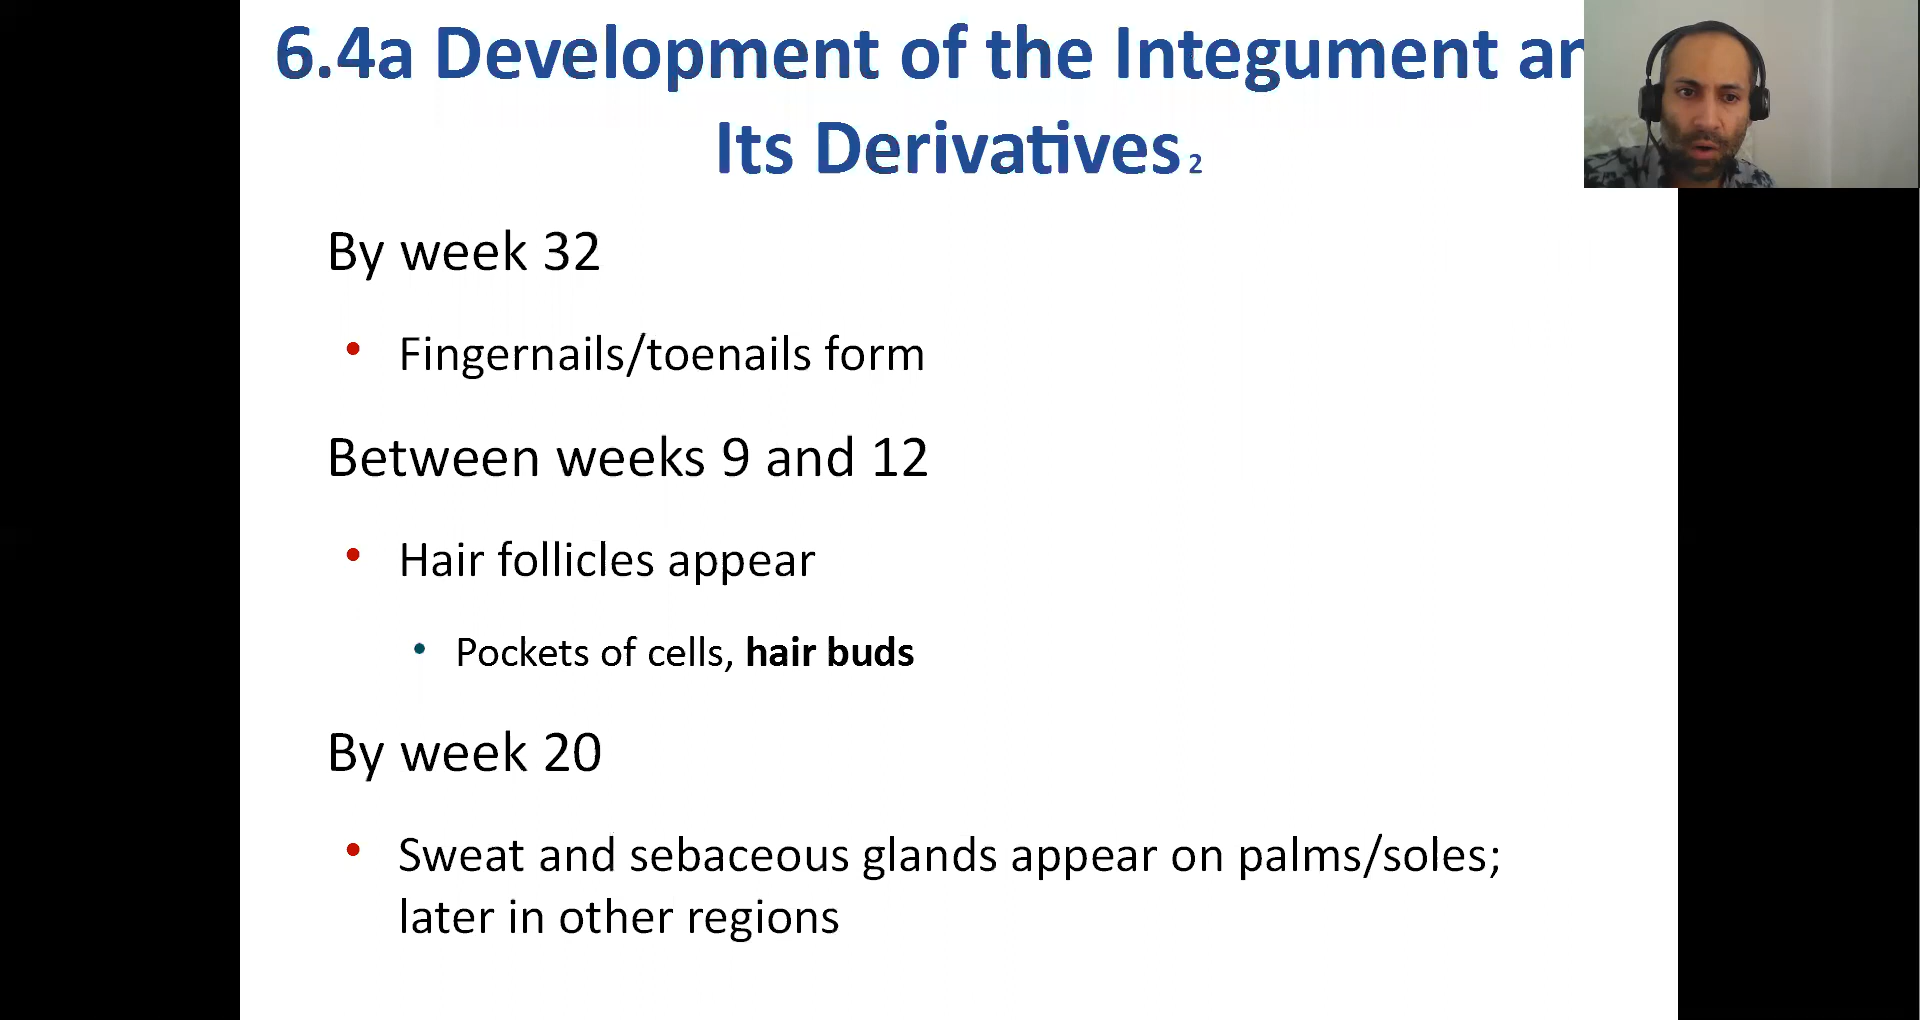 6.4a Development of the Integument an
Its Derivatives 2
By week 32
• Fingernails/toenails form
Between weeks 9 and 12
• Hair follicles appear
• Pockets of cells, hair buds
By week 20
• Sweat and sebaceous glands appear on palms/soles;
later in other regions